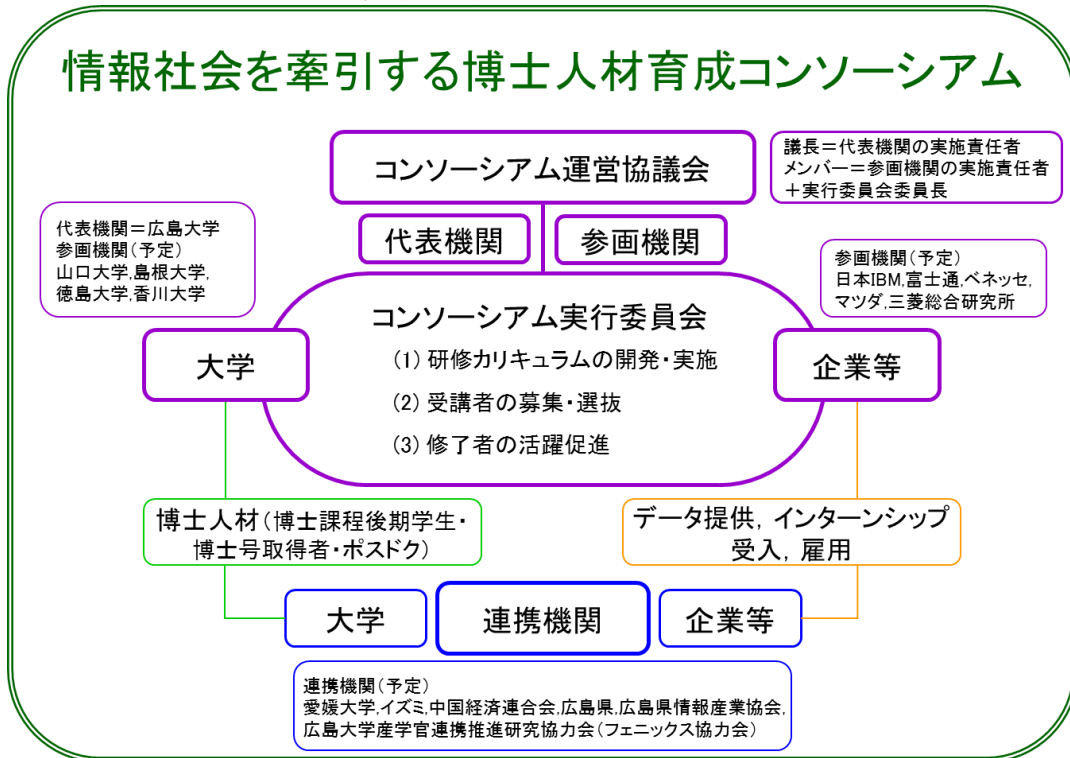 情報社会を牽引する博士人材育成コンソーシアム
コンソーシアム運営協議会
議長＝代表機関の実施責任者
メンバー＝参画機関の実施責任者
＋実行委員会委員長
代表機関
参画機関
代表機関＝広島大学
参画機関（予定）
山口大学,島根大学,
徳島大学,香川大学
参画機関（予定）
日本IBM,富士通,ベネッセ,
マツダ,三菱総合研究所
コンソーシアム実行委員会
(1) 研修カリキュラムの開発・実施
(2) 受講者の募集・選抜
(3) 修了者の活躍促進
大学
企業等
博士人材（博士課程後期学生・
博士号取得者・ポスドク）
データ提供, インターンシップ
受入, 雇用
大学
連携機関
企業等
連携機関（予定）
愛媛大学,イズミ,中国経済連合会,広島県,広島県情報産業協会,
広島大学産学官連携推進研究協力会（フェニックス協力会）